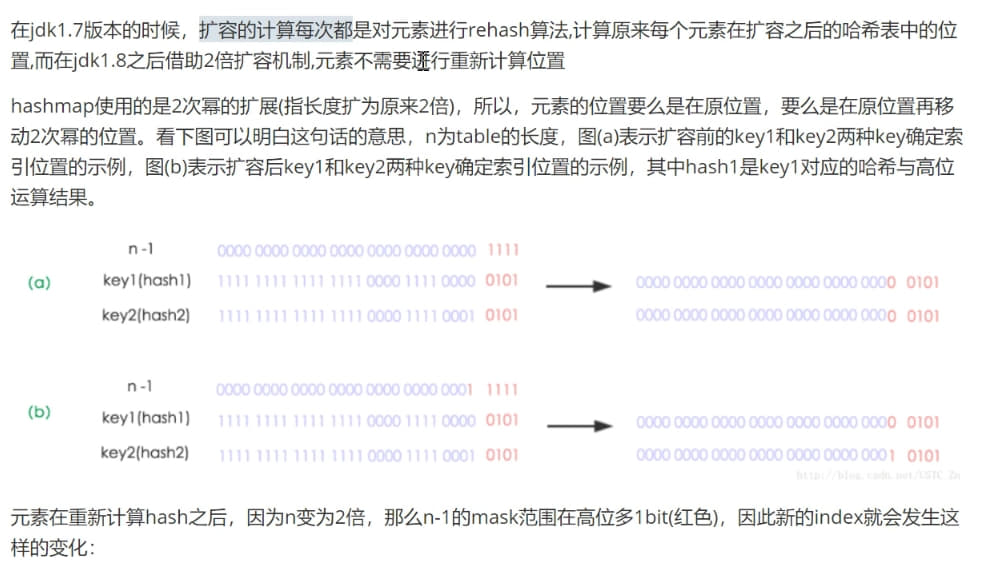 在jdk1.7版本的时候，扩容的计算每次都是对元素进行rehash算法,计算原来每个元素在扩容之后的哈希表中的位
置,而在jdk1.8之后借助2倍扩容机制,元素不需要进行重新计算位置
hashmap使用的是2次幂的扩展(指长度扩为原来2倍)，所以，元素的位置要么是在原位置，要么是在原位置再移
动2次幂的位置。看下图可以明白这句话的意思，n为table的长度，图(a)表示扩容前的key1和key2两种key确定索
引位置的示例，图(b)表示扩容后key1和key2两种key确定索引位置的示例，其中hash1是key1对应的哈希与高位
运算结果。
n-1 0000 0000 0000 0000 0000 0000 0000 1111
(a) key1(hash1) 1111 1111 1111 1111 0000 1111 0000 0101 0000 0000 0000 0000 0000 0000 0000 0101
key2(hash2) 1111 1111 1111 1111 0000 1111 0001 0101 0000 0000 0000 0000 0000 0000 0000 0101
n-1 0000 0000 0000 0000 0000 0000 0001 1111
(b) key1(hash1) 1111 1111 1111 1111 0000 1111 0000 0101 0000 0000 0000 0000 0000 0000 0000 0101
key2(hash2) 1111 1111 1111 1111 0000 1111 0001 0101 0000 0000 0000 0000 0000 0000 0001 0101
http://blog.csdn.net/USTC_Zn
元素在重新计算hash之后，因为n变为2倍，那么n-1的mask范围在高位多1bit(红色)，因此新的index就会发生这
样的变化：